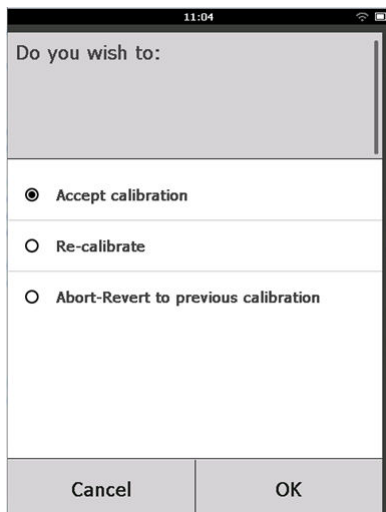 11:04
Do you wish to:
Accept calibration
Re-calibrate
Abort-Revert to previous calibration
Cancel OK